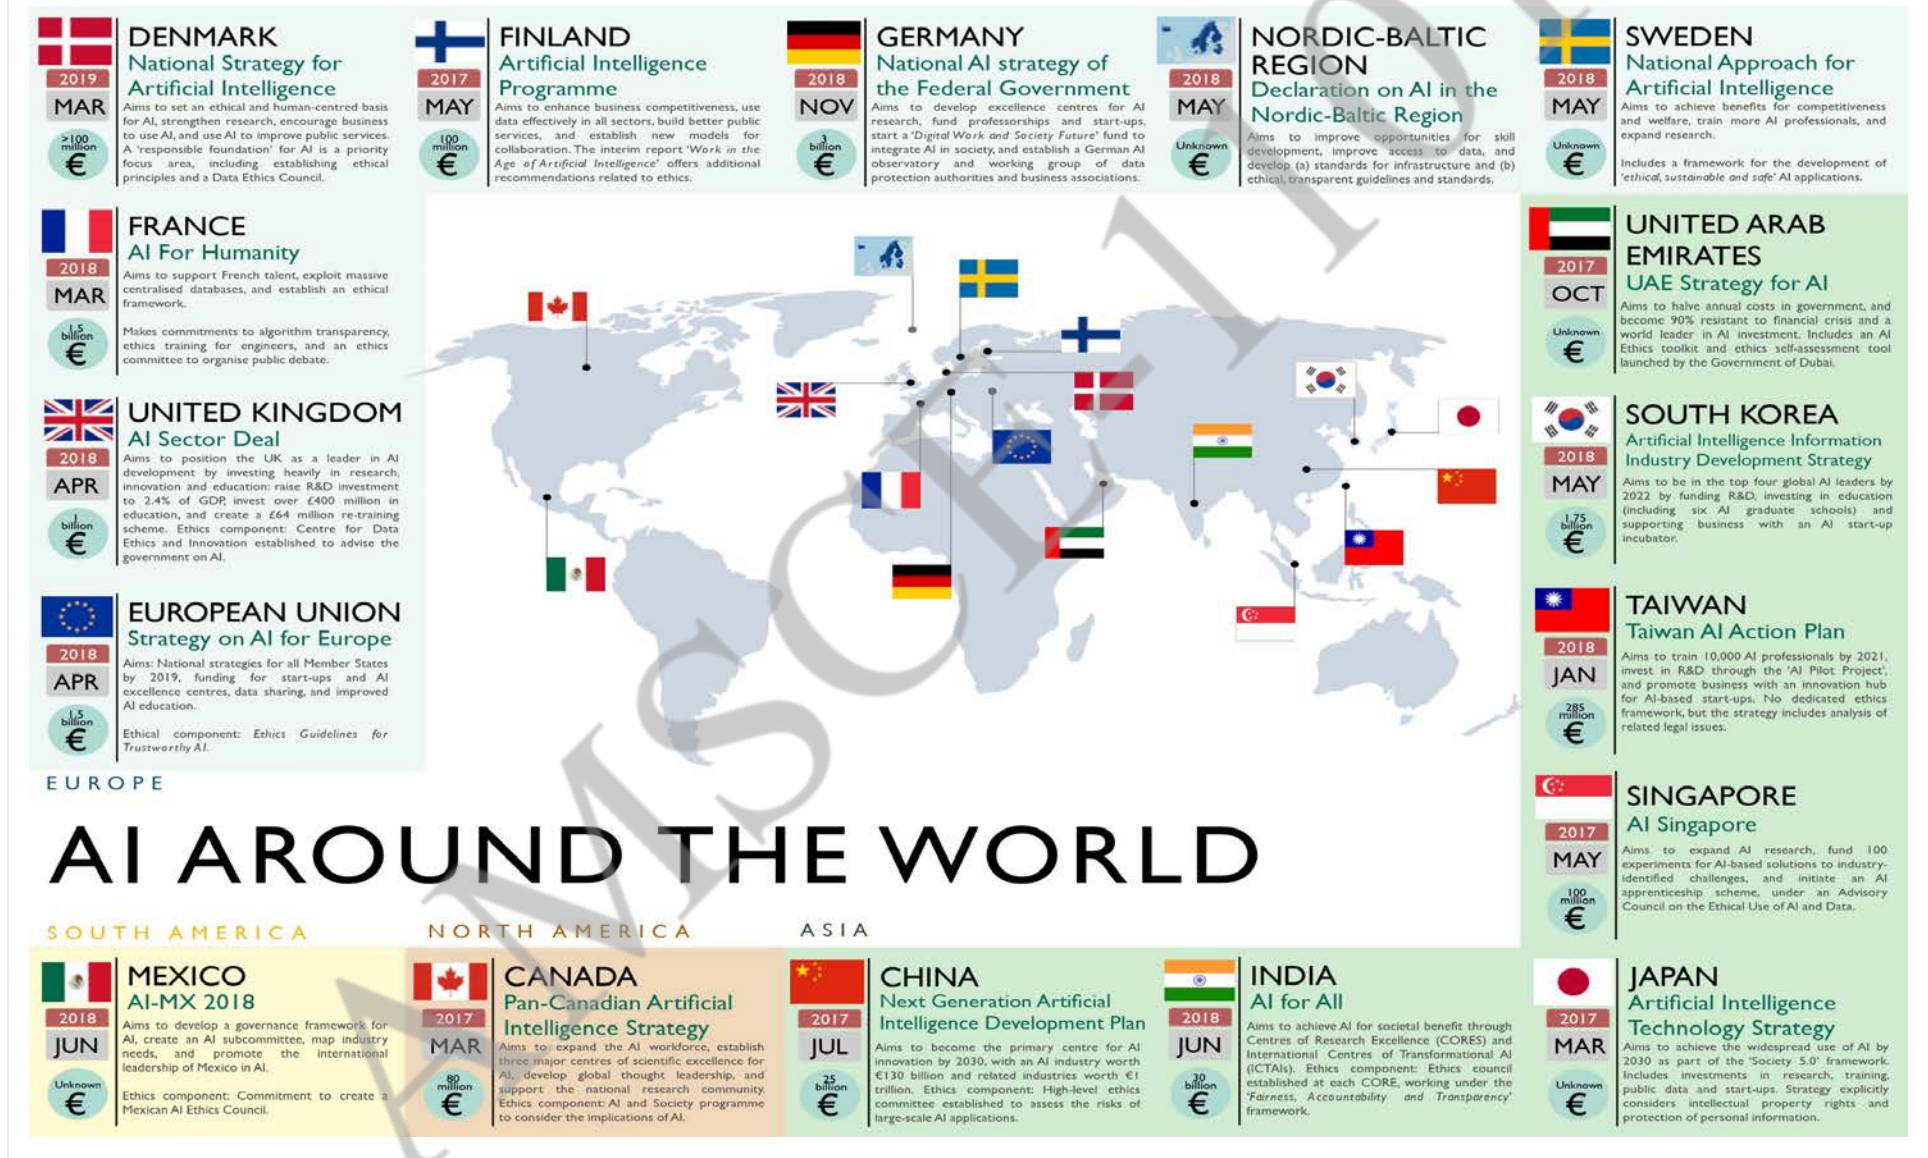 DENMARK
National Strategy for
Artificial Intelligence
2019
MAR
>100
million
€
Aims to set an ethical and human-centred basis
for AI, strengthen research, encourage business
to use AI, and use AI to improve public services.
A 'responsible foundation' for AI is a priority
focus area, including establishing ethical
principles and a Data Ethics Council.
FINLAND
Artificial Intelligence
Programme
2017
MAY
100
million
€
Aims to enhance business competitiveness, use
data effectively in all sectors, build better public
services, and establish new models for
collaboration. The interim report 'Work in the
Age of Artificial Intelligence' offers additional
recommendations related to ethics.
GERMANY
National AI strategy of
the Federal Government
2018
NOV
3
billion
€
Aims to develop excellence centres for AI
research, fund professorships and start-ups,
start a 'Digital Work and Society Future' fund to
integrate AI in society, and establish a German AI
observatory and working group of data
protection authorities and business associations.
NORDIC-BALTIC
REGION
Declaration on AI in the
Nordic-Baltic Region
2018
MAY
Unknown
€
Aims to improve opportunities for skill
development, improve access to data, and
develop (a) standards for infrastructure and (b)
ethical, transparent guidelines and standards.
SWEDEN
National Approach for
Artificial Intelligence
2018
MAY
Unknown
€
Aims to achieve benefits for competitiveness
and welfare, train more AI professionals, and
expand research.
Includes a framework for the development of
'ethical, sustainable and safe' AI applications.
FRANCE
AI For Humanity
2018
MAR
1.5
billion
€
Aims to support French talent, exploit massive
centralised databases, and establish an ethical
framework.
Makes commitments to algorithm transparency,
ethics training for engineers, and an ethics
committee to organise public debate.
UNITED KINGDOM
AI Sector Deal
2018
APR
1
billion
€
Aims to position the UK as a leader in AI
development by investing heavily in research,
innovation and education: raise R&D investment
to 2.4% of GDP, invest over £400 million in
education, and create a £64 million re-training
scheme. Ethics component: Centre for Data
Ethics and Innovation established to advise the
government on AI.
EUROPEAN UNION
Strategy on AI for Europe
2018
APR
1.5
billion
€
Aims: National strategies for all Member States
by 2019, funding for start-ups and AI
excellence centres, data sharing, and improved
AI education.
Ethical component: Ethics Guidelines for
Trustworthy AI.
EUROPE
UNITED ARAB
EMIRATES
UAE Strategy for AI
2017
OCT
Unknown
€
Aims to halve annual costs in government, and
become 90% resistant to financial crisis and a
world leader in AI investment. Includes an AI
Ethics toolkit and ethics self-assessment tool
launched by the Government of Dubai.
SOUTH KOREA
Artificial Intelligence Information
Industry Development Strategy
2018
MAY
1.75
billion
€
Aims to be in the top four global AI leaders by
2022 by funding R&D, investing in education
(including six AI graduate schools) and
supporting business with an AI start-up
incubator.
TAIWAN
Taiwan AI Action Plan
2018
JAN
285
million
€
Aims to train 10,000 AI professionals by 2021,
invest in R&D through the 'AI Pilot Project',
and promote business with an innovation hub
for AI-based start-ups. No dedicated ethics
framework, but the strategy includes analysis of
related legal issues.
SINGAPORE
AI Singapore
2017
MAY
100
million
€
Aims to expand AI research, fund 100
experiments for AI-based solutions to industry-
identified challenges, and initiate an AI
apprenticeship scheme, under an Advisory
Council on the Ethical Use of AI and Data.
AI AROUND THE WORLD
SOUTH AMERICA
NORTH AMERICA
ASIA
MEXICO
AI-MX 2018
2018
JUN
Unknown
€
Aims to develop a governance framework for
AI, create an AI subcommittee, map industry
needs, and promote the international
leadership of Mexico in AI.
Ethics component: Commitment to create a
Mexican AI Ethics Council.
CANADA
Pan-Canadian Artificial
Intelligence Strategy
2017
MAR
80
million
€
Aims to expand the AI workforce, establish
three major centres of scientific excellence for
AI, develop global thought leadership, and
support the national research community.
Ethics component: AI and Society programme
to consider the implications of AI.
CHINA
Next Generation Artificial
Intelligence Development Plan
2017
JUL
25
billion
€
Aims to become the primary centre for AI
innovation by 2030, with an AI industry worth
€130 billion and related industries worth €1
trillion. Ethics component: High-level ethics
committee established to assess the risks of
large-scale AI applications.
INDIA
AI for All
2018
JUN
30
billion
€
Aims to achieve AI for societal benefit through
Centres of Research Excellence (CORES) and
International Centres of Transformational AI
(ICTAIs). Ethics component: Ethics council
established at each CORE, working under the
'Fairness, Accountability and Transparency'
framework.
JAPAN
Artificial Intelligence
Technology Strategy
2017
MAR
Unknown
€
Aims to achieve the widespread use of AI by
2030 as part of the 'Society 5.0' framework.
Includes investments in research, training,
public data and start-ups. Strategy explicitly
considers intellectual property rights and
protection of personal information.